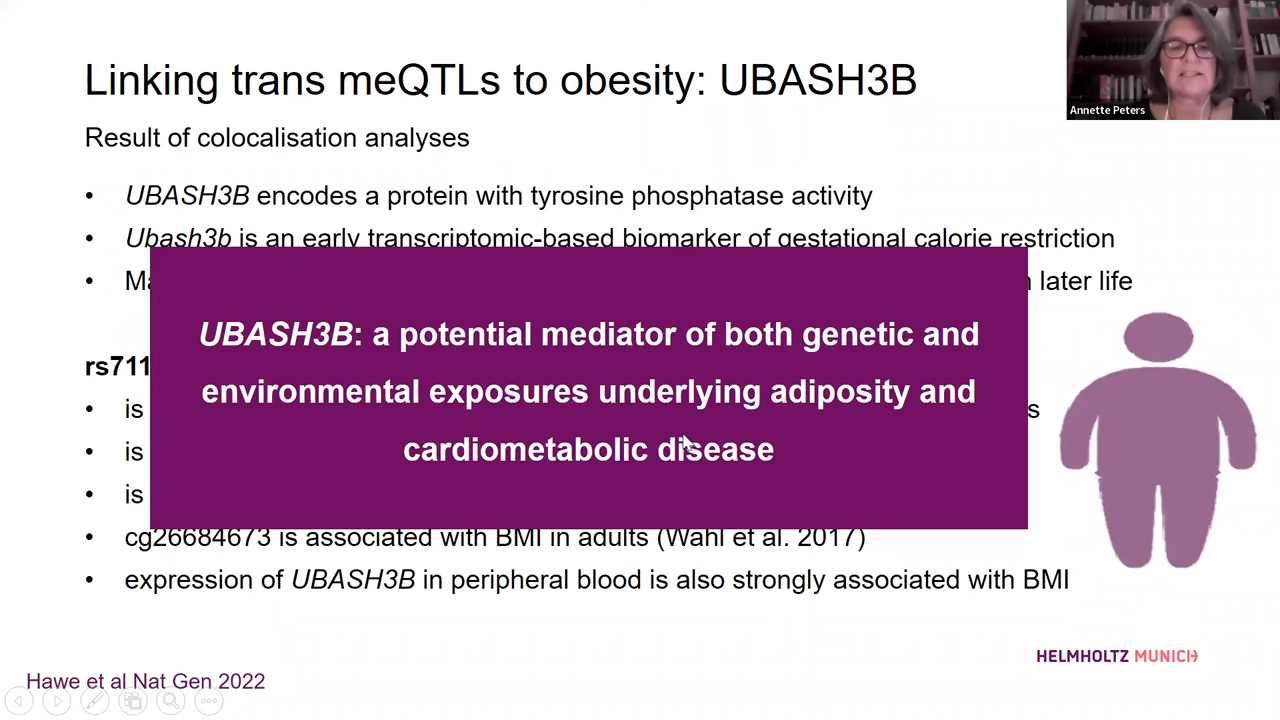 Linking trans meQTLs to obesity: UBASH3B
Annette Peters
Result of colocalisation analyses
• UBASH3B encodes a protein with tyrosine phosphatase activity
• Ubash3b is an early transcriptomic-based biomarker of gestational calorie restriction
• later life
UBASH3B: a potential mediator of both genetic and
environmental exposures underlying adiposity and
cardiometabolic disease
rs711
• is
• is
• is
• cg26684673 is associated with BMI in adults (Wahl et al. 2017)
• expression of UBASH3B in peripheral blood is also strongly associated with BMI
HELMHOLTZ MUNICH
Hawe et al Nat Gen 2022